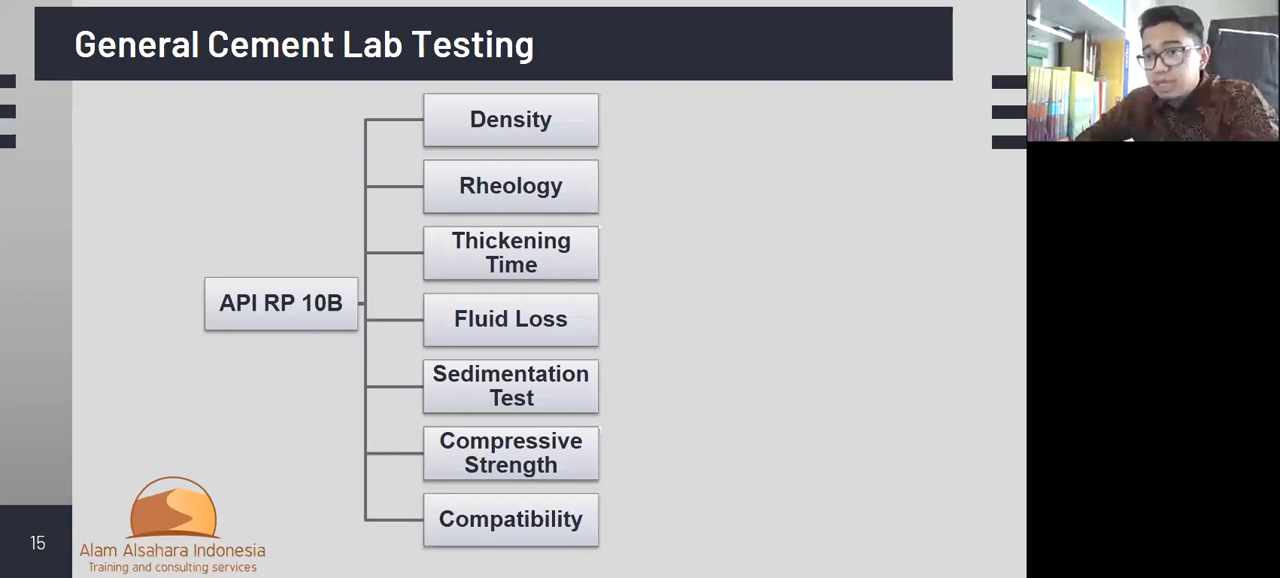 General Cement Lab Testing
Density
Rheology
Thickening
Time
API RP 10B
Fluid Loss
Sedimentation
Test
Compressive
Strength
Compatibility
15
Alam Alsahara Indonesia
Training and consulting services